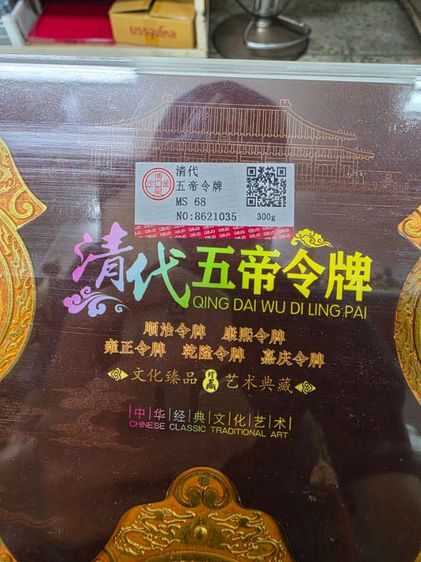 清代
五帝令牌
MS 68
NO:8621035
300g
清代五帝令牌
QING DAI WU DI LING PAI
顺治令牌 康熙令牌
雍正令牌 乾隆令牌 嘉庆令牌
文化臻品 珍藏 艺术典藏
中华经典文化艺术
CHINESE CLASSIC TRADITIONAL ART